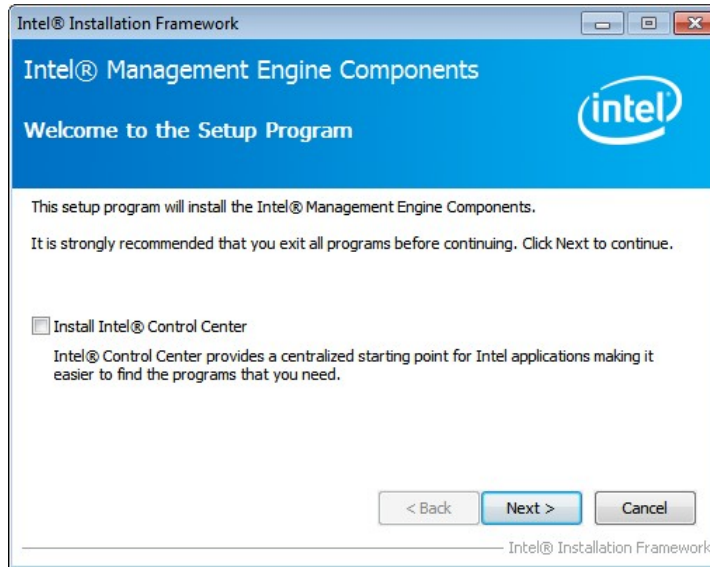 Intel® Installation Framework
Intel® Management Engine Components
Welcome to the Setup Program
intel
This setup program will install the Intel® Management Engine Components.
It is strongly recommended that you exit all programs before continuing. Click Next to continue.
Install Intel® Control Center
Intel® Control Center provides a centralized starting point for Intel applications making it
easier to find the programs that you need.
< Back Next > Cancel
Intel® Installation Framework